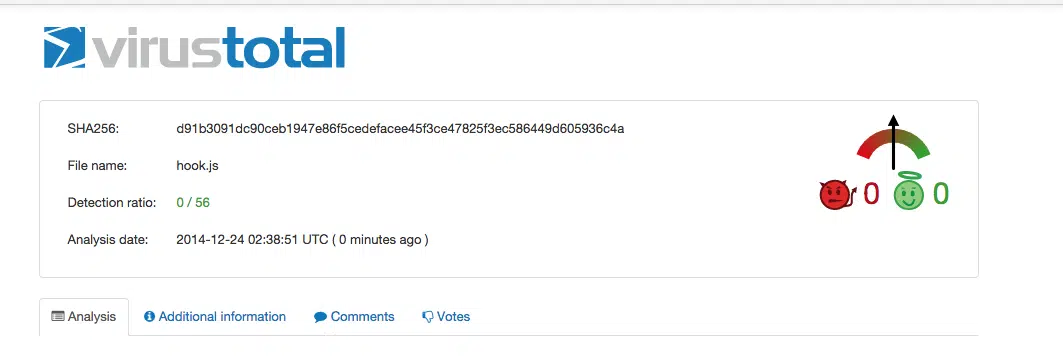 virustotal
SHA256: d91b3091dc90ceb1947e86f5cedefacee45f3ce47825f3ec586449d605936c4a
File name: hook.js
Detection ratio: 0 / 56
Analysis date: 2014-12-24 02:38:51 UTC ( 0 minutes ago )
0 0
Analysis Additional information Comments Votes